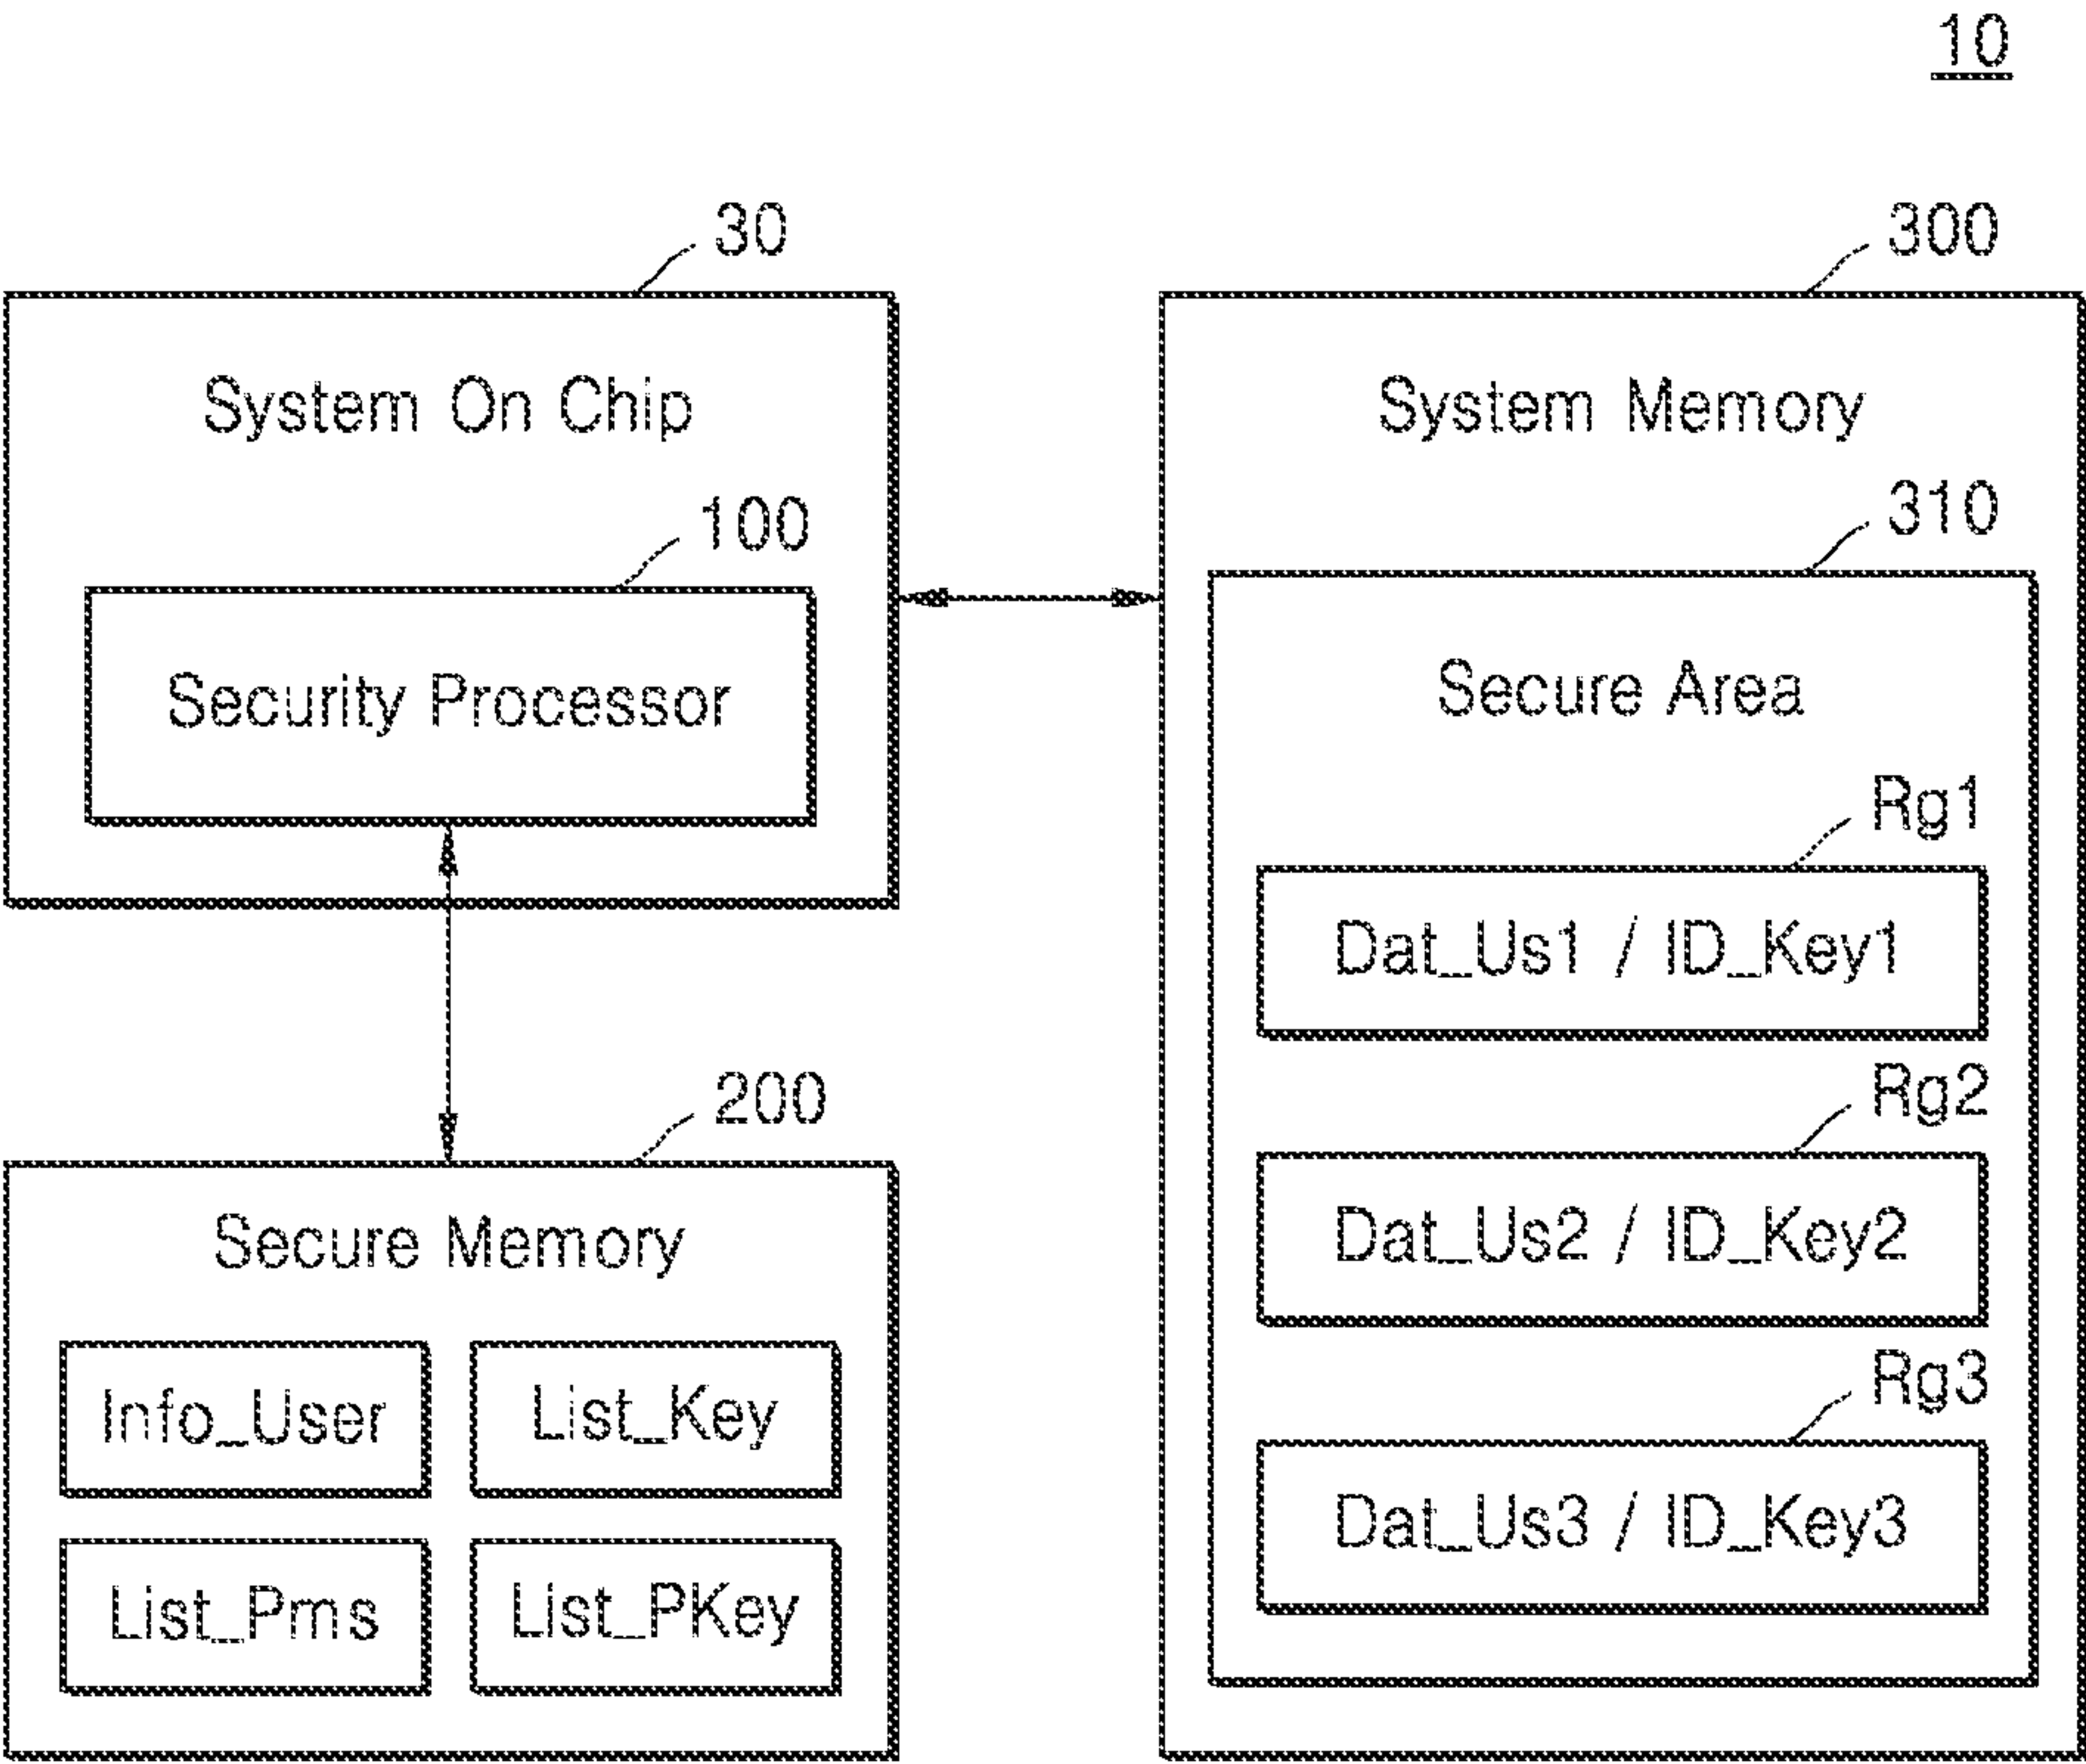 10
30
System On Chip
100
Security Processor
200
Secure Memory
Info_User
List_Key
List_Pms
List_PKey
300
System Memory
310
Secure Area
Rg1
Dat_Us1 / ID_Key1
Rg2
Dat_Us2 / ID_Key2
Rg3
Dat_Us3 / ID_Key3